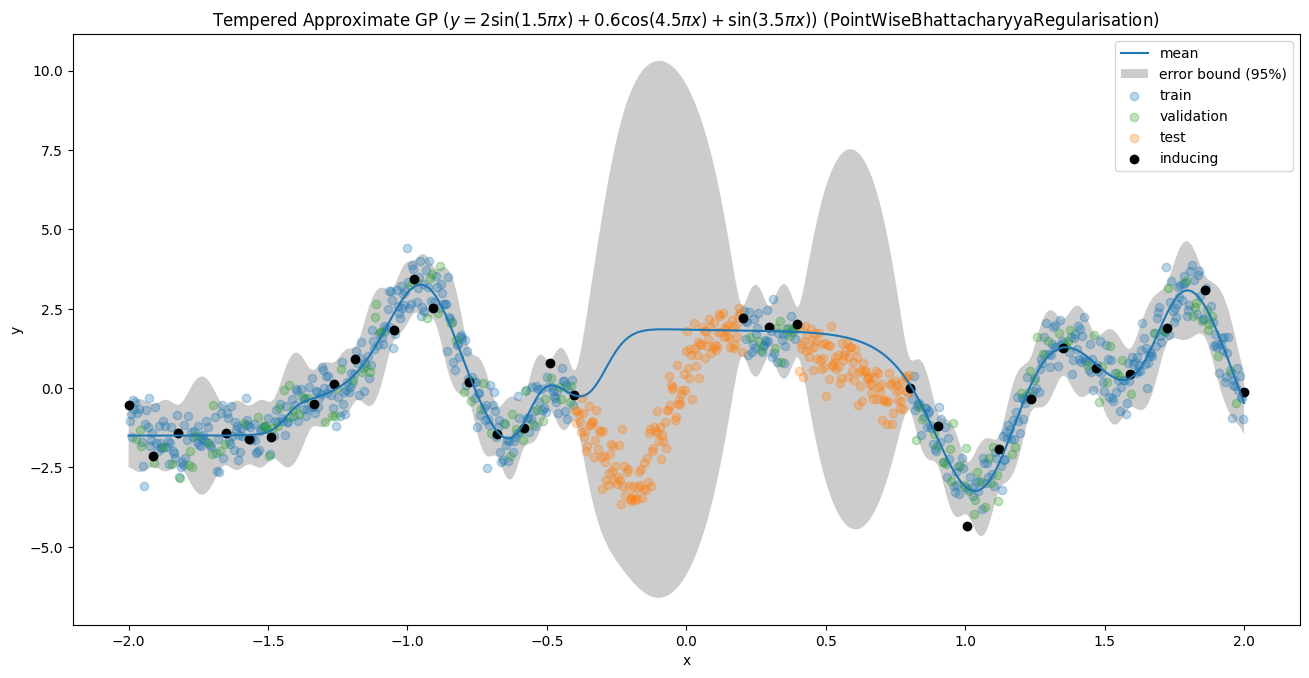 Tempered Approximate GP ($y = 2\sin(1.5\pi x) + 0.6\cos(4.5\pi x) + \sin(3.5\pi x)$) (PointWiseBhattacharyyaRegularisation)
mean
error bound (95%)
train
validation
test
inducing
10.0
7.5
5.0
2.5
0.0
−2.5
−5.0
y
−2.0 −1.5 −1.0 −0.5 0.0 0.5 1.0 1.5 2.0
x